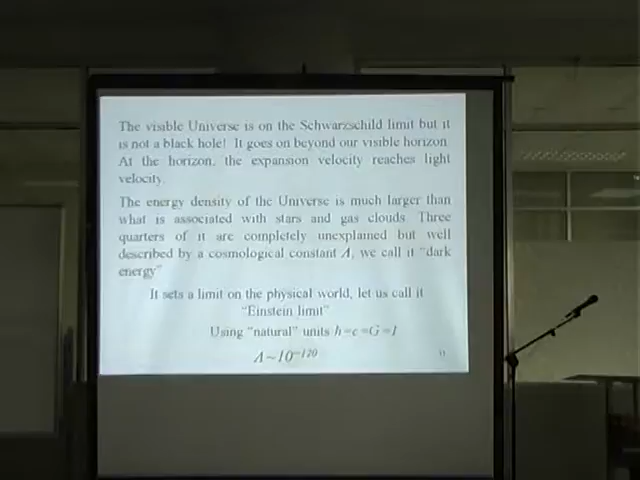 The visible Universe is on the Schwarzschild limit but it
is not a black hole! It goes on beyond our visible horizon.
At the horizon, the expansion velocity reaches light
velocity.
The energy density of the Universe is much larger than
what is associated with stars and gas clouds. Three
quarters of it are completely unexplained but well
described by a cosmological constant Λ, we call it "dark
energy"
It sets a limit on the physical world, let us call it
"Einstein limit"
Using "natural" units h=c=G=1
Λ~10⁻¹²⁰